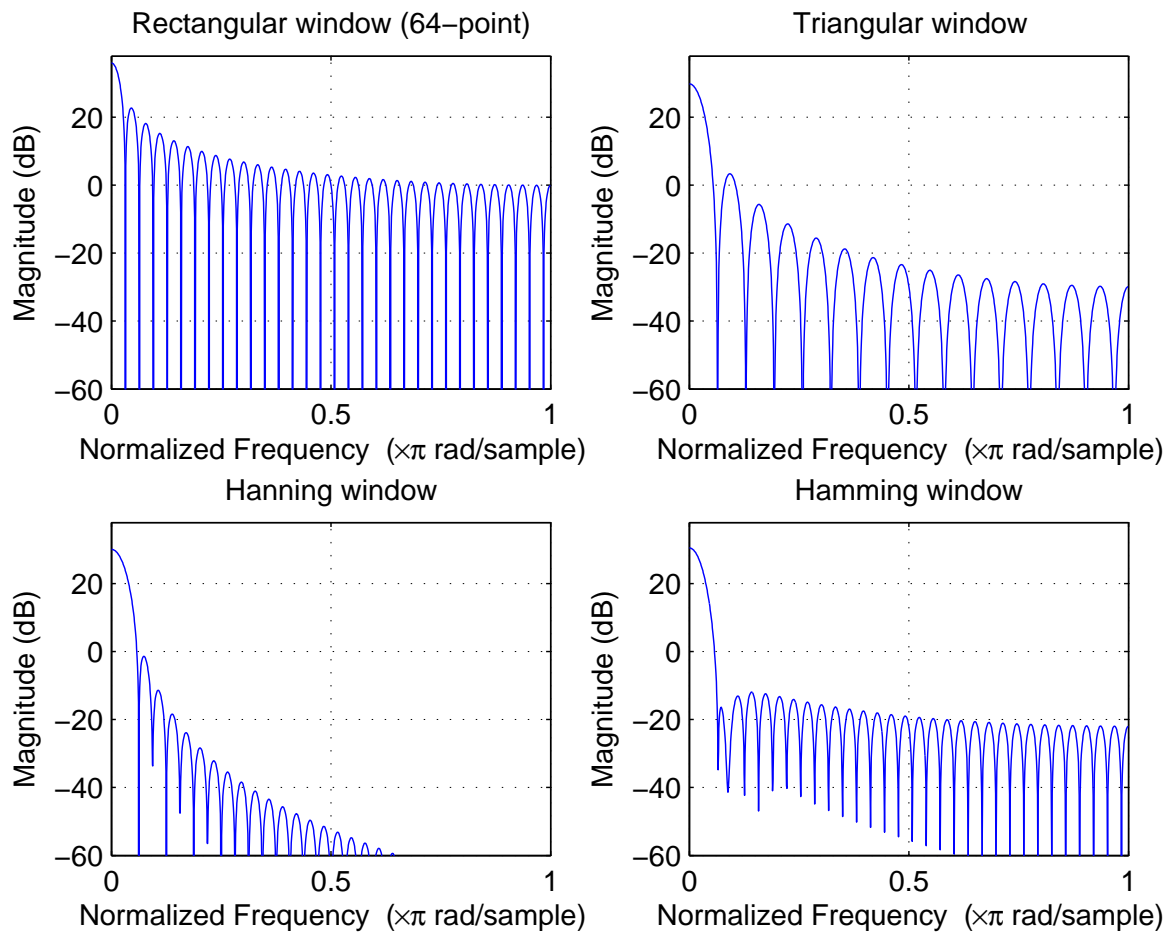 Rectangular window (64−point)
20
0
−20
−40
−60
0
0.5
1
Magnitude (dB)
Normalized Frequency (×π rad/sample)
Triangular window
20
0
−20
−40
−60
0
0.5
1
Magnitude (dB)
Normalized Frequency (×π rad/sample)
Hanning window
20
0
−20
−40
−60
0
0.5
1
Magnitude (dB)
Normalized Frequency (×π rad/sample)
Hamming window
20
0
−20
−40
−60
0
0.5
1
Magnitude (dB)
Normalized Frequency (×π rad/sample)